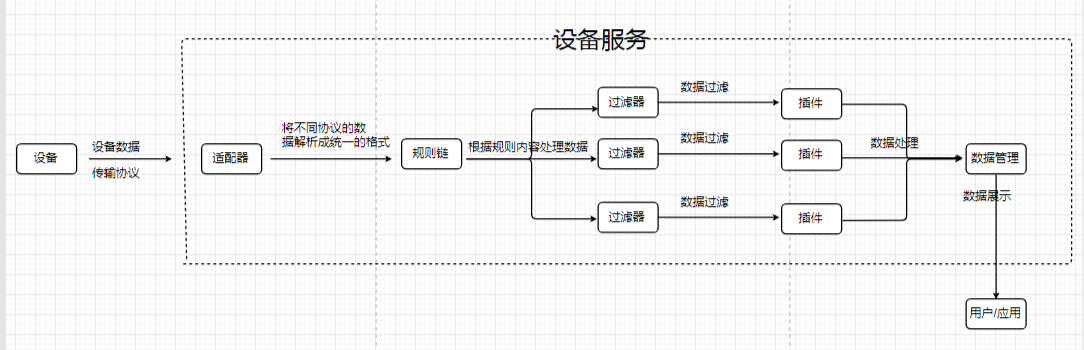 设备服务
设备
设备数据
传输协议
适配器
将不同协议的数
据解析成统一的格式
规则链
根据规则内容处理数据
过滤器
数据过滤
插件
过滤器
数据过滤
插件
过滤器
数据过滤
插件
数据处理
数据管理
数据展示
用户/应用